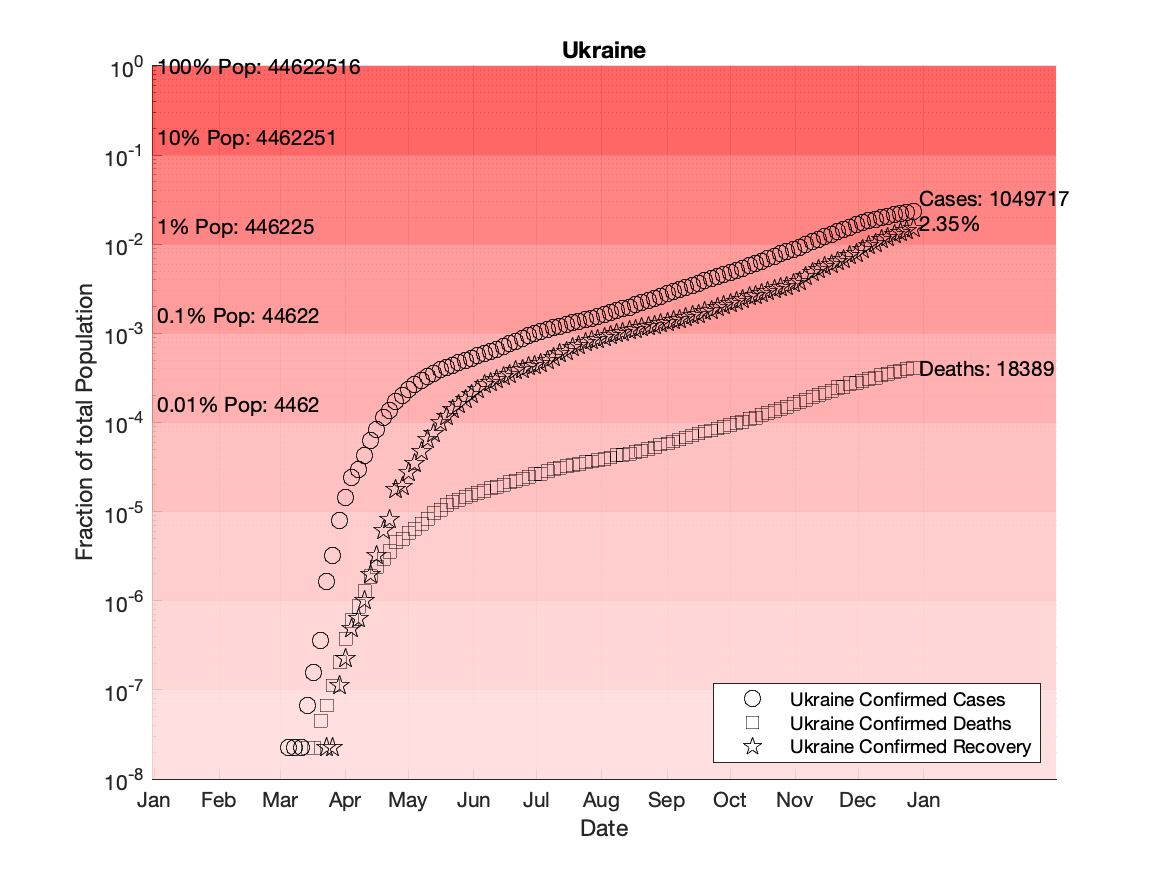 Ukraine
10^0
10^-1
10^-2
10^-3
10^-4
10^-5
10^-6
10^-7
10^-8
Fraction of total Population
100% Pop: 44622516
10% Pop: 4462251
1% Pop: 446225
0.1% Pop: 44622
0.01% Pop: 4462
Cases: 1049717
2.35%
Deaths: 18389
Ukraine Confirmed Cases
Ukraine Confirmed Deaths
Ukraine Confirmed Recovery
Jan Feb Mar Apr May Jun Jul Aug Sep Oct Nov Dec Jan
Date